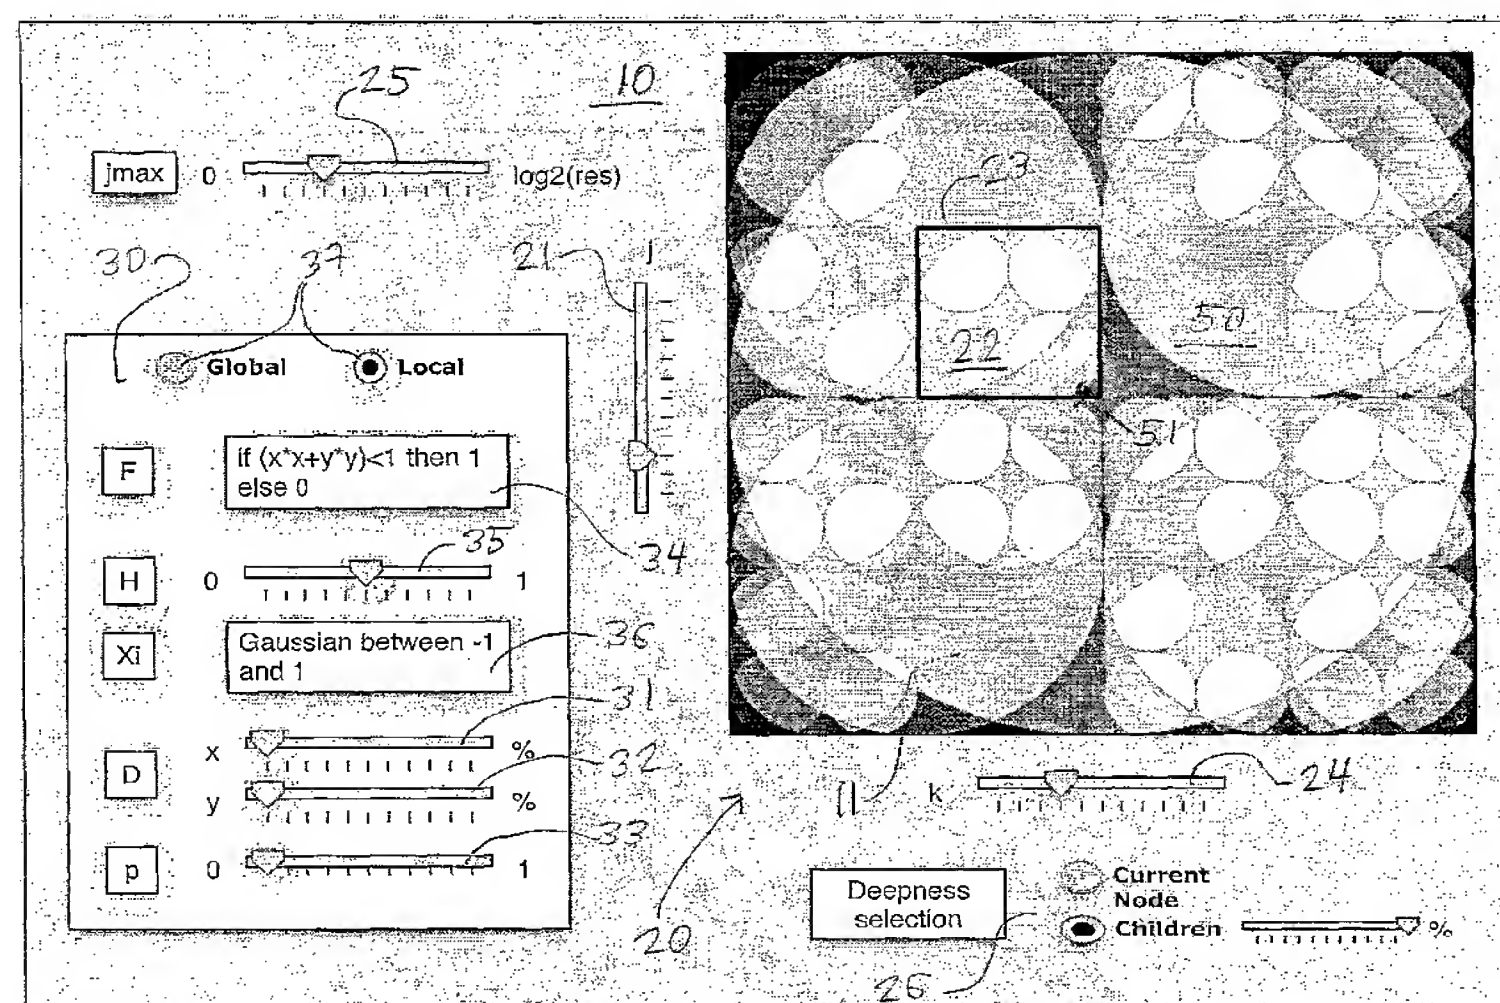 25
10
jmax 0 log2(res)
23
30
37
21
l
Global Local
22
50
51
F
if (x*x+y*y)<1 then 1
else 0
34
35
H 0 1
Xi
Gaussian between -1
and 1
36
31
D
x %
32
y %
33
p 0 1
11
k
24
20
Deepness
selection
Current
Node
Children %
26